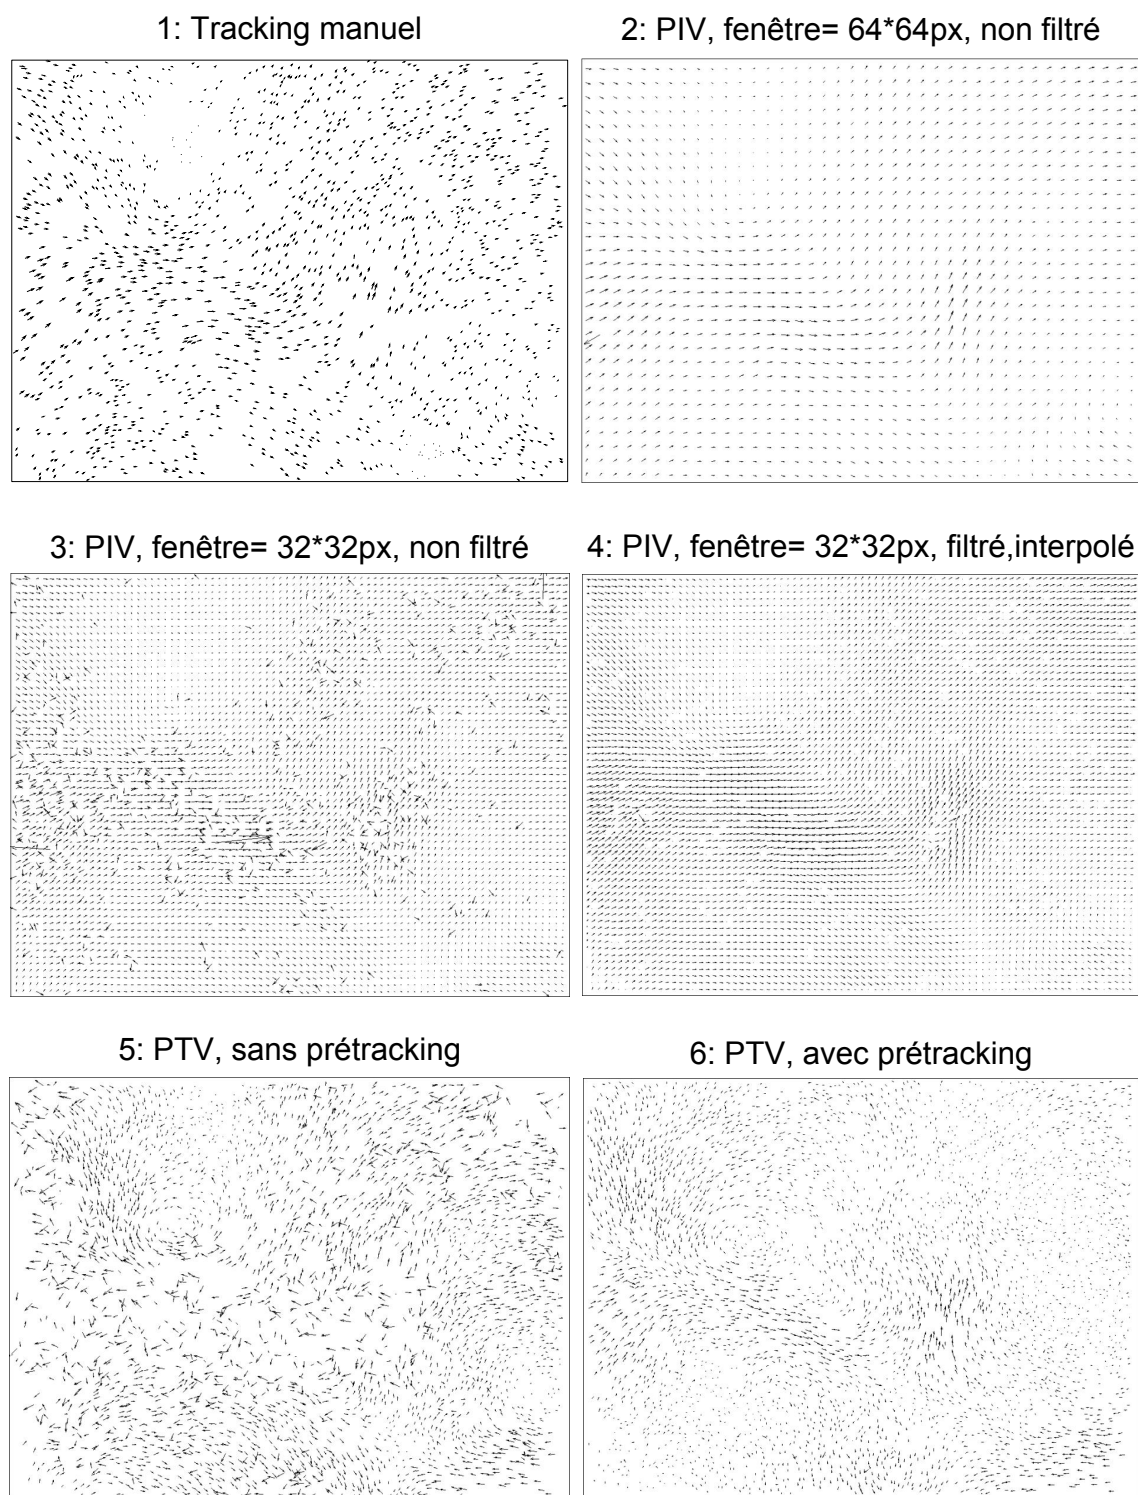 1: Tracking manuel
2: PIV, fenêtre= 64*64px, non filtré
3: PIV, fenêtre= 32*32px, non filtré
4: PIV, fenêtre= 32*32px, filtré,interpolé
5: PTV, sans prétracking
6: PTV, avec prétracking